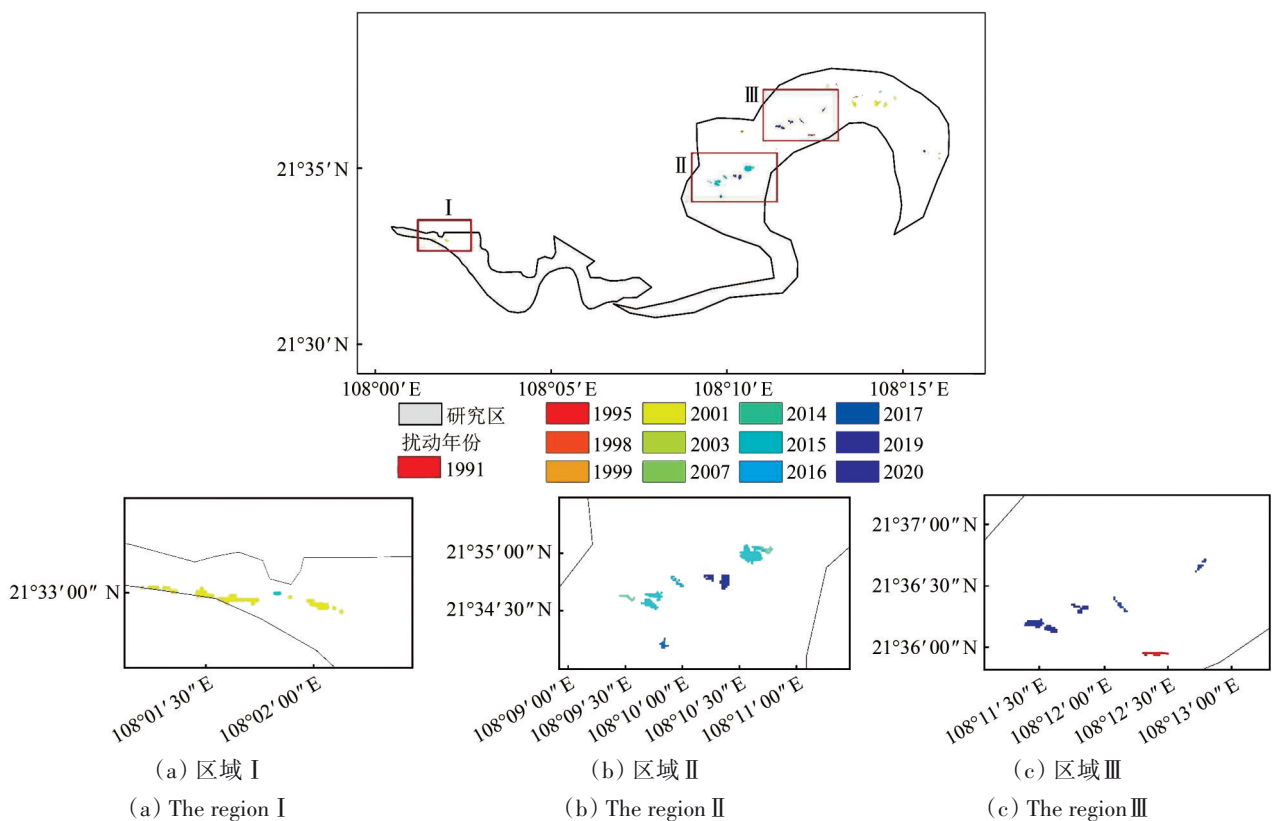 Ⅲ
21°35′ N
Ⅱ
Ⅰ
21°30′ N
108°00′ E 108°05′ E 108°10′ E 108°15′ E
研究区 1995 2001 2014 2017
扰动年份 1998 2003 2015 2019
1991 1999 2007 2016 2020
21°33′00″ N
108°01′30″ E 108°02′00″ E
21°35′00″ N
21°34′30″ N
108°09′00″ E 108°09′30″ E 108°10′00″ E 108°10′30″ E 108°11′00″ E
21°37′00″ N
21°36′30″ N
21°36′00″ N
108°11′30″ E 108°12′00″ E 108°12′30″ E 108°13′00″ E
(a) 区域Ⅰ (b) 区域Ⅱ (c) 区域Ⅲ
(a) The region Ⅰ (b) The region Ⅱ (c) The region Ⅲ